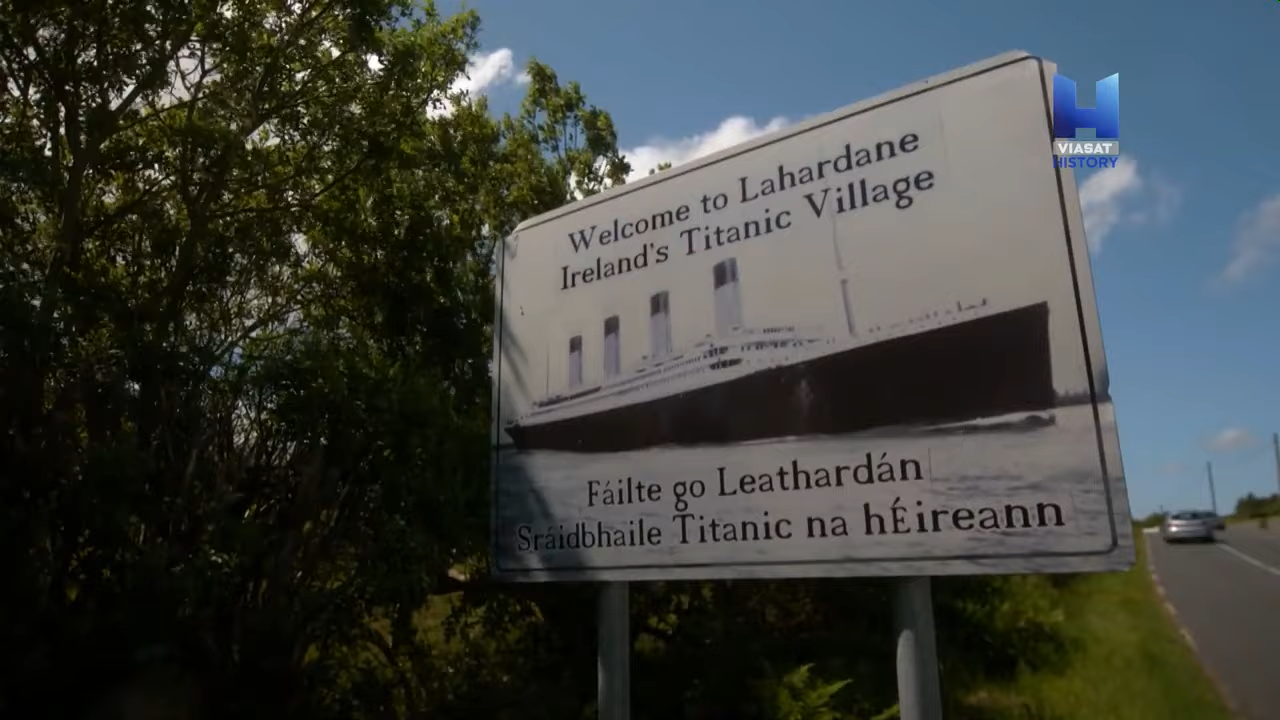 Welcome to Lahardane
Ireland's Titanic Village
Fáilte go Leathardán
Sráidbhaile Titanic na hÉireann
VIASAT
HISTORY